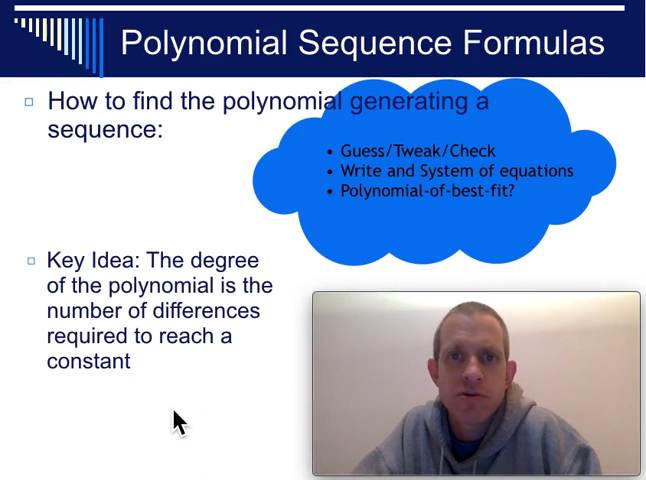 Polynomial Sequence Formulas
How to find the polynomial generating a
sequence:
• Guess/Tweak/Check
• Write and System of equations
• Polynomial-of-best-fit?
Key Idea: The degree
of the polynomial is the
number of differences
required to reach a
constant